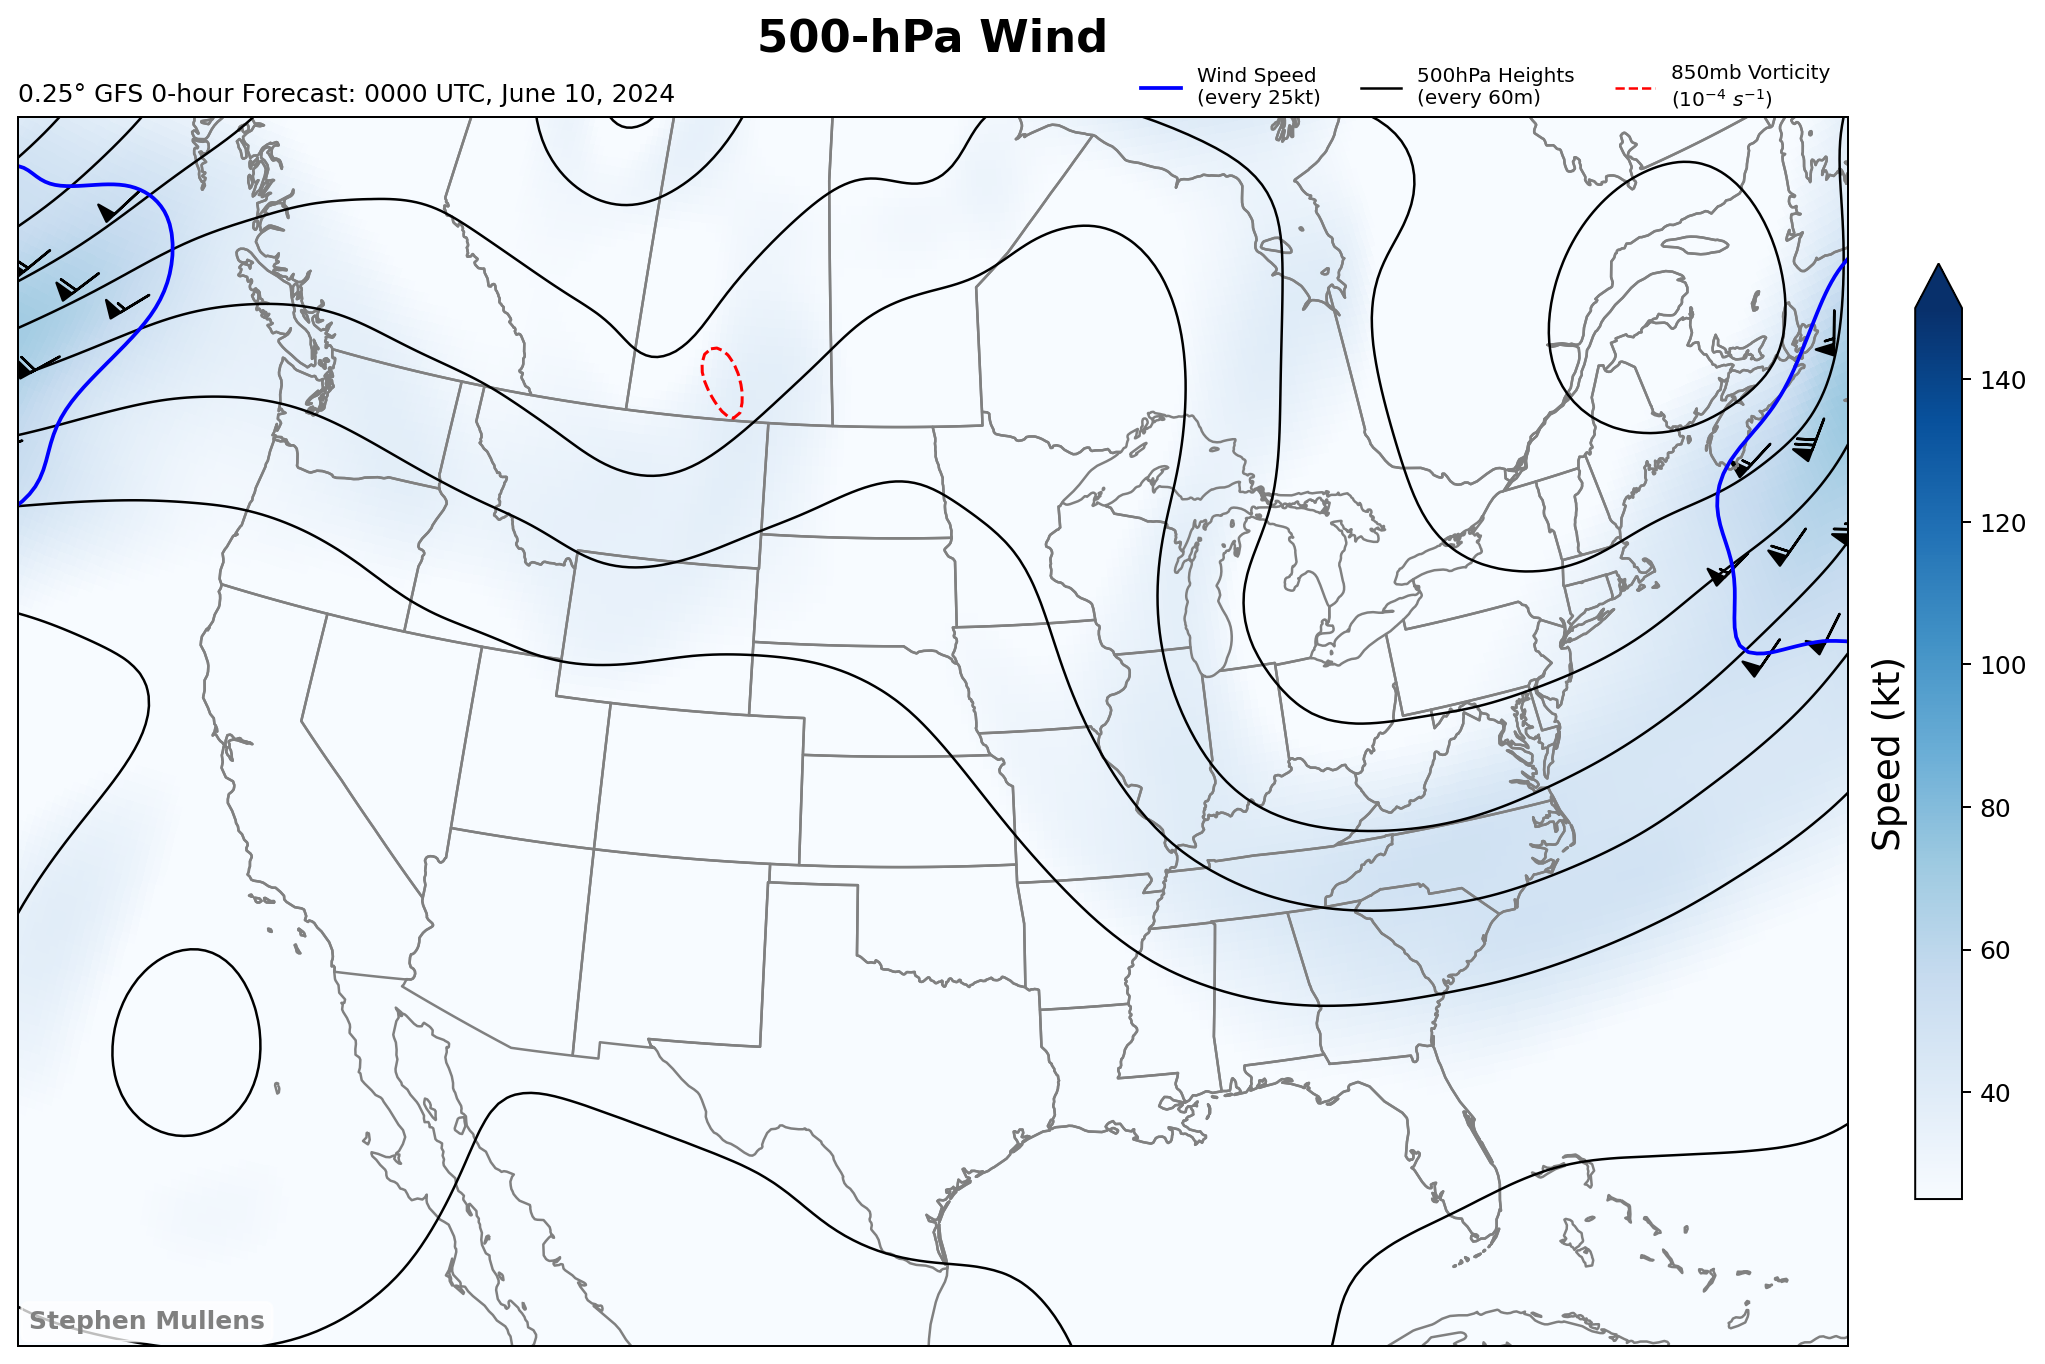 500-hPa Wind
0.25° GFS 0-hour Forecast: 0000 UTC, June 10, 2024
Wind Speed
(every 25kt)
500hPa Heights
(every 60m)
850mb Vorticity
(10⁻⁴ s⁻¹)
140
120
100
80
60
40
Speed (kt)
Stephen Mullens